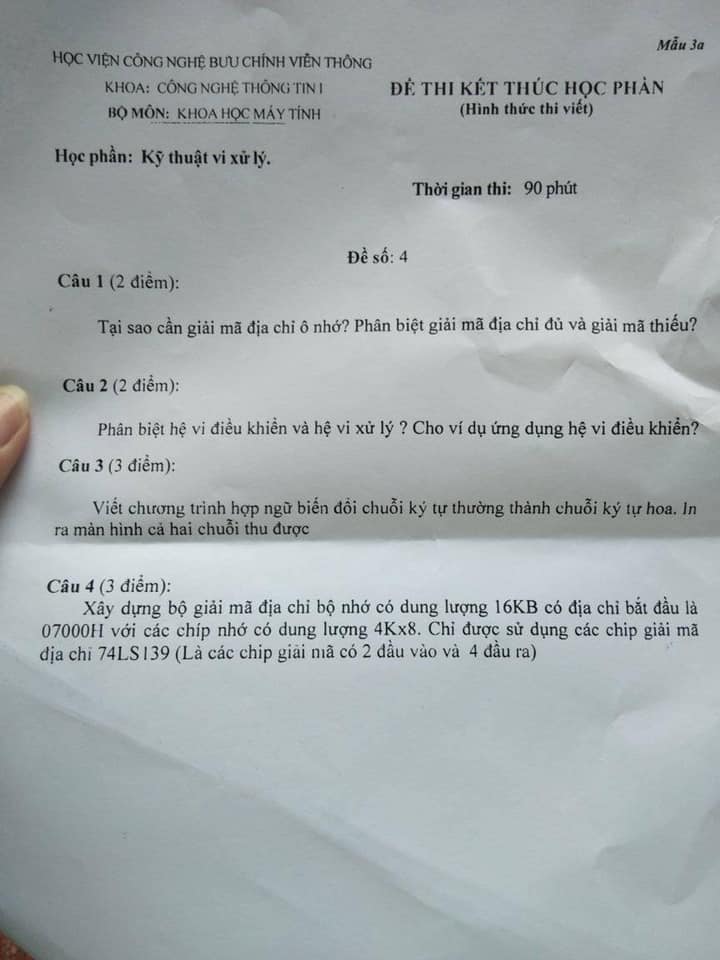 Mẫu 3a
HỌC VIỆN CÔNG NGHỆ BƯU CHÍNH VIỄN THÔNG
KHOA: CÔNG NGHỆ THÔNG TIN I
BỘ MÔN: KHOA HỌC MÁY TÍNH
ĐỀ THI KẾT THÚC HỌC PHẦN
(Hình thức thi viết)
Học phần: Kỹ thuật vi xử lý.
Thời gian thi: 90 phút
Đề số: 4
Câu 1 (2 điểm):
Tại sao cần giải mã địa chỉ ô nhớ? Phân biệt giải mã địa chỉ đủ và giải mã thiếu?
Câu 2 (2 điểm):
Phân biệt hệ vi điều khiển và hệ vi xử lý ? Cho ví dụ ứng dụng hệ vi điều khiển?
Câu 3 (3 điểm):
Viết chương trình hợp ngữ biến đổi chuỗi ký tự thường thành chuỗi ký tự hoa. In
ra màn hình cả hai chuỗi thu được
Câu 4 (3 điểm):
Xây dựng bộ giải mã địa chỉ bộ nhớ có dung lượng 16KB có địa chỉ bắt đầu là
07000H với các chíp nhớ có dung lượng 4Kx8. Chỉ được sử dụng các chip giải mã
địa chỉ 74LS139 (Là các chip giải mã có 2 đầu vào và 4 đầu ra)